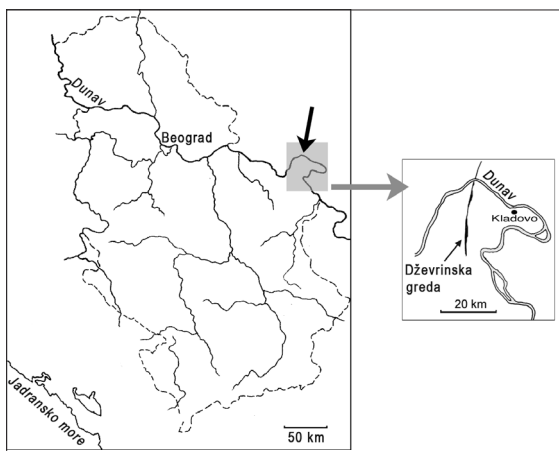 Dunav
Beograd
Jadransko more
50 km
Dunav
Kladovo
Dževrinska
greda
20 km